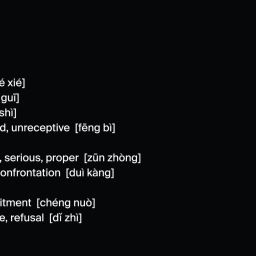 é xié]
guī]
shì]
d, unreceptive [fēng bì]
, serious, proper [zūn zhòng]
onfrontation [duì kàng]
itment [chéng nuò]
e, refusal [dǐ zhì]